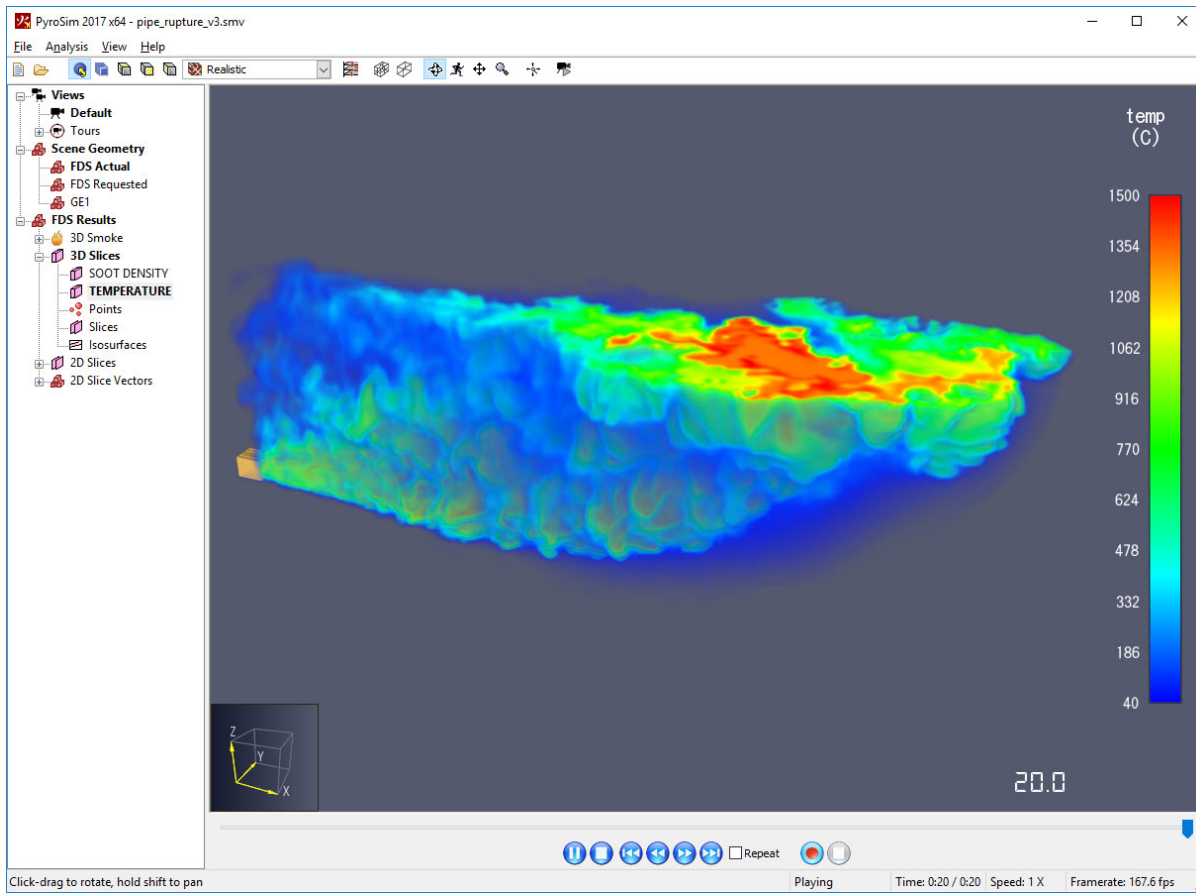 PyroSim 2017 x64 - pipe_rupture_v3.smv
File Analysis View Help
Realistic
Views
Default
Tours
Scene Geometry
FDS Actual
FDS Requested
GE1
FDS Results
3D Smoke
3D Slices
SOOT DENSITY
TEMPERATURE
Points
Slices
Isosurfaces
2D Slices
2D Slice Vectors
temp
(C)
1500
1354
1208
1062
916
770
624
478
332
186
40
Z
Y
X
20.0
Repeat
Click-drag to rotate, hold shift to pan
Playing
Time: 0:20 / 0:20
Speed: 1 X
Framerate: 167.6 fps